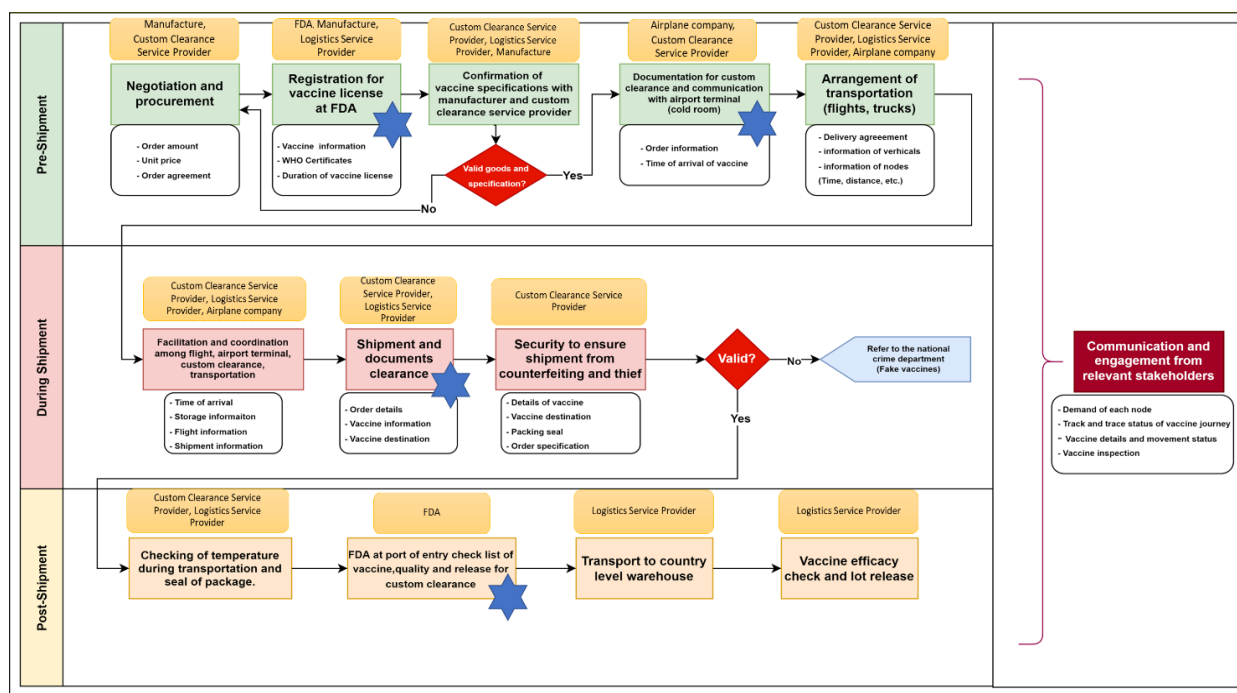 Pre-Shipment
Manufacture,
Custom Clearance
Service Provider
Negotiation and
procurement
- Order amount
- Unit price
- Order agreement
FDA, Manufacture,
Logistics Service
Provider
Registration for
vaccine license
at FDA
- Vaccine information
- WHO Certificates
- Duration of vaccine license
Custom Clearance Service
Provider, Logistics Service
Provider, Manufacture
Confirmation of
vaccine specifications with
manufacturer and custom
clearance service provider
Valid goods and
specification?
No
Yes
Airplane company,
Custom Clearance
Service Provider
Documentation for custom
clearance and communication
with airport terminal
(cold room)
- Order information
- Time of arrival of vaccine
Custom Clearance Service
Provider, Logistics Service
Provider, Airplane company
Arrangement of
transportation
(flights, trucks)
- Delivery agreeement
- information of verhicals
- information of nodes
(Time, distance, etc.)
During Shipment
Custom Clearance Service
Provider, Logistics Service
Provider, Airplane company
Facilitation and coordination
among flight, airport terminal,
custom clearance,
transportation
- Time of arrival
- Storage informaiton
- Flight information
- Shipment information
Custom Clearance
Service Provider,
Logistics Service
Provider
Shipment and
documents
clearance
- Order details
- Vaccine information
- Vaccine destination
Custom Clearance Service
Provider
Security to ensure
shipment from
counterfeiting and thief
- Details of vaccine
- Vaccine destination
- Packing seal
- Order specification
Valid?
No
Yes
Refer to the national
crime department
(Fake vaccines)
Post-Shipment
Custom Clearance Service
Provider, Logistics Service
Provider
Checking of temperature
during transportation and
seal of package.
FDA
FDA at port of entry check list of
vaccine,quality and release for
custom clearance
Logistics Service Provider
Transport to country
level warehouse
Logistics Service Provider
Vaccine efficacy
check and lot release
Communication and
engagement from
relevant stakeholders
- Demand of each node
- Track and trace status of vaccine journey
- Vaccine details and movement status
- Vaccine inspection